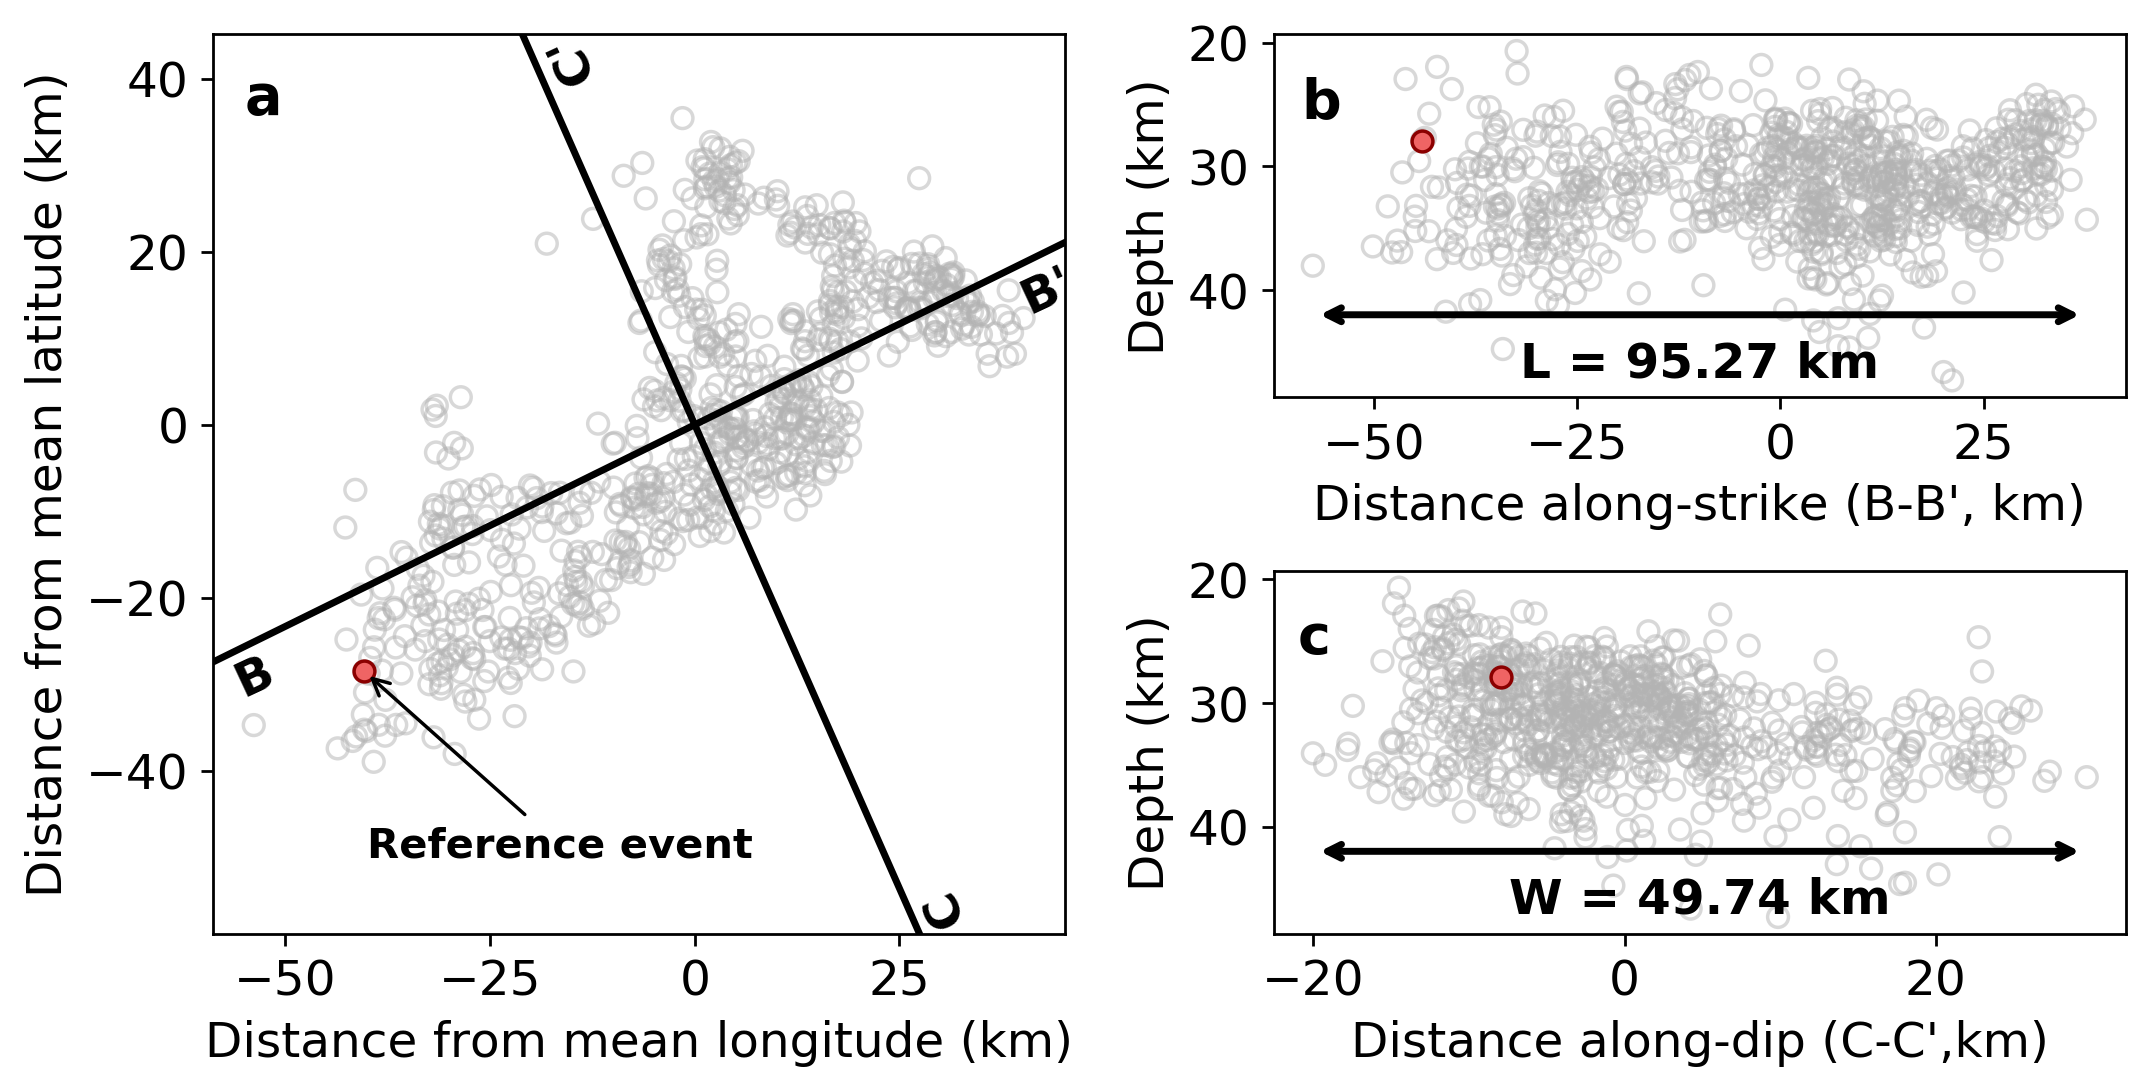 a
C'
B'
B
C
Reference event
40
20
0
−20
−40
−50
−25
0
25
Distance from mean latitude (km)
Distance from mean longitude (km)
b
20
30
40
L = 95.27 km
−50
−25
0
25
Depth (km)
Distance along-strike (B-B', km)
c
20
30
40
W = 49.74 km
−20
0
20
Depth (km)
Distance along-dip (C-C',km)